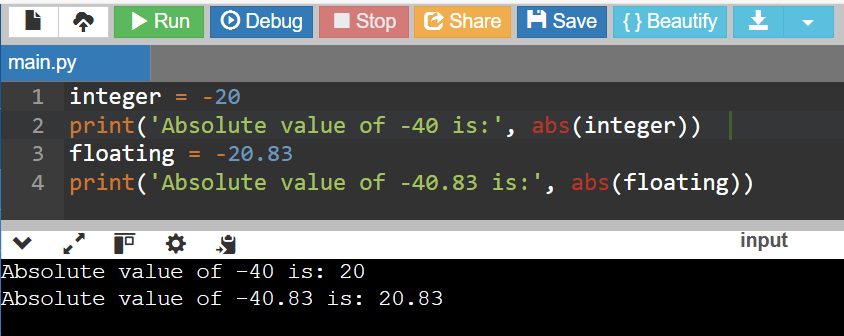 Run Debug Stop Share Save { } Beautify
main.py
1 integer = -20
2 print('Absolute value of -40 is:', abs(integer))
3 floating = -20.83
4 print('Absolute value of -40.83 is:', abs(floating))
input
Absolute value of -40 is: 20
Absolute value of -40.83 is: 20.83